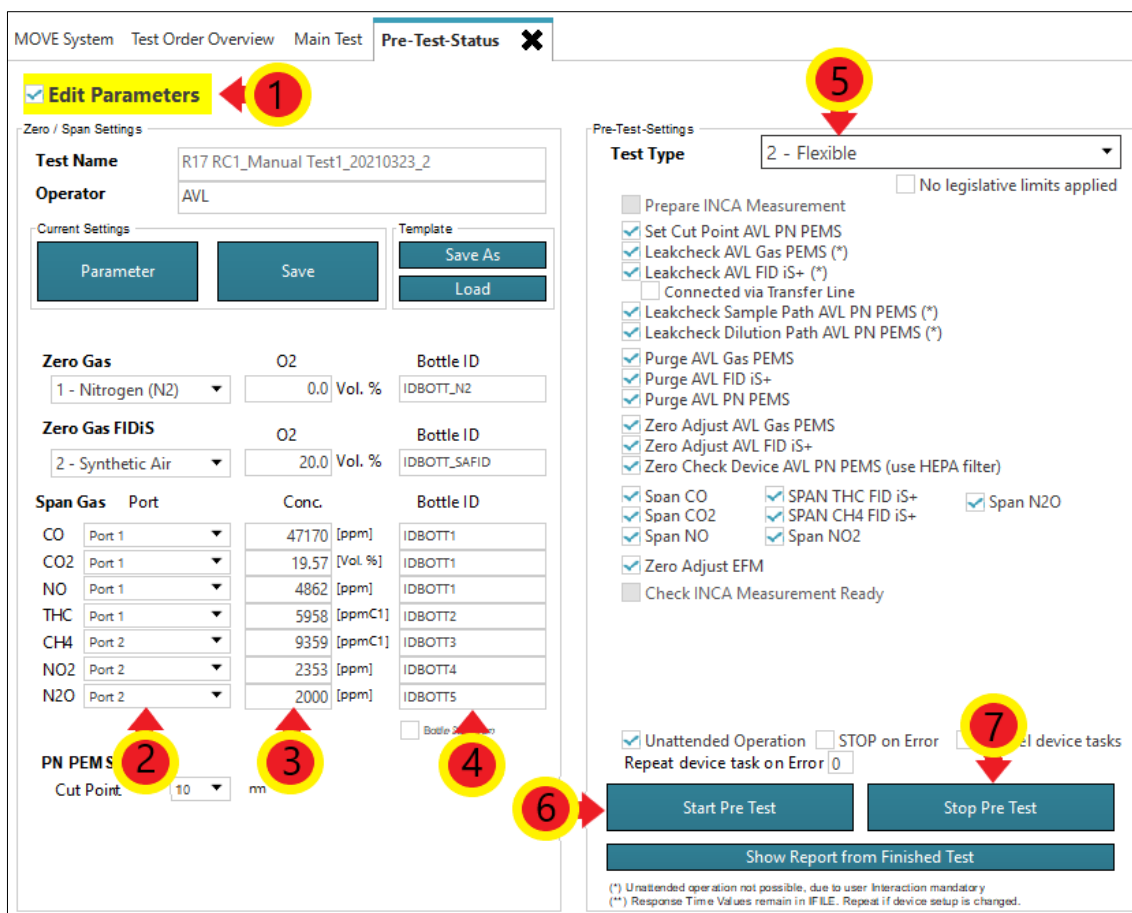 MOVE System Test Order Overview Main Test Pre-Test-Status
Edit Parameters
1
Zero / Span Settings
Test Name R17 RC1_Manual Test1_20210323_2
Operator AVL
Current Settings
Parameter Save
Template
Save As
Load
Zero Gas O2 Bottle ID
1 - Nitrogen (N2) 0.0 Vol. % IDBOTT_N2
Zero Gas FIDiS O2 Bottle ID
2 - Synthetic Air 20.0 Vol. % IDBOTT_SAFID
Span Gas Port Conc. Bottle ID
CO Port 1 47170 [ppm] IDBOTT1
CO2 Port 1 19.57 [Vol. %] IDBOTT1
NO Port 1 4862 [ppm] IDBOTT1
THC Port 1 5958 [ppmC1] IDBOTT2
CH4 Port 2 9359 [ppmC1] IDBOTT3
NO2 Port 2 2353 [ppm] IDBOTT4
N2O Port 2 2000 [ppm] IDBOTT5
2 3 4
Bottle
PN PEMS
Cut Point 10
5
Pre-Test-Settings
Test Type 2 - Flexible
No legislative limits applied
Prepare INCA Measurement
Set Cut Point AVL PN PEMS
Leakcheck AVL Gas PEMS (*)
Leakcheck AVL FID iS+ (*)
Connected via Transfer Line
Leakcheck Sample Path AVL PN PEMS (*)
Leakcheck Dilution Path AVL PN PEMS (*)
Purge AVL Gas PEMS
Purge AVL FID iS+
Purge AVL PN PEMS
Zero Adjust AVL Gas PEMS
Zero Adjust AVL FID iS+
Zero Check Device AVL PN PEMS (use HEPA filter)
Span CO SPAN THC FID iS+ Span N2O
Span CO2 SPAN CH4 FID iS+
Span NO Span NO2
Zero Adjust EFM
Check INCA Measurement Ready
7
Unattended Operation STOP on Error device tasks
Repeat device task on Error 0
6
Start Pre Test Stop Pre Test
Show Report from Finished Test
(*) Unattended operation not possible, due to user Interaction mandatory
(**) Response Time Values remain in IFILE. Repeat if device setup is changed.